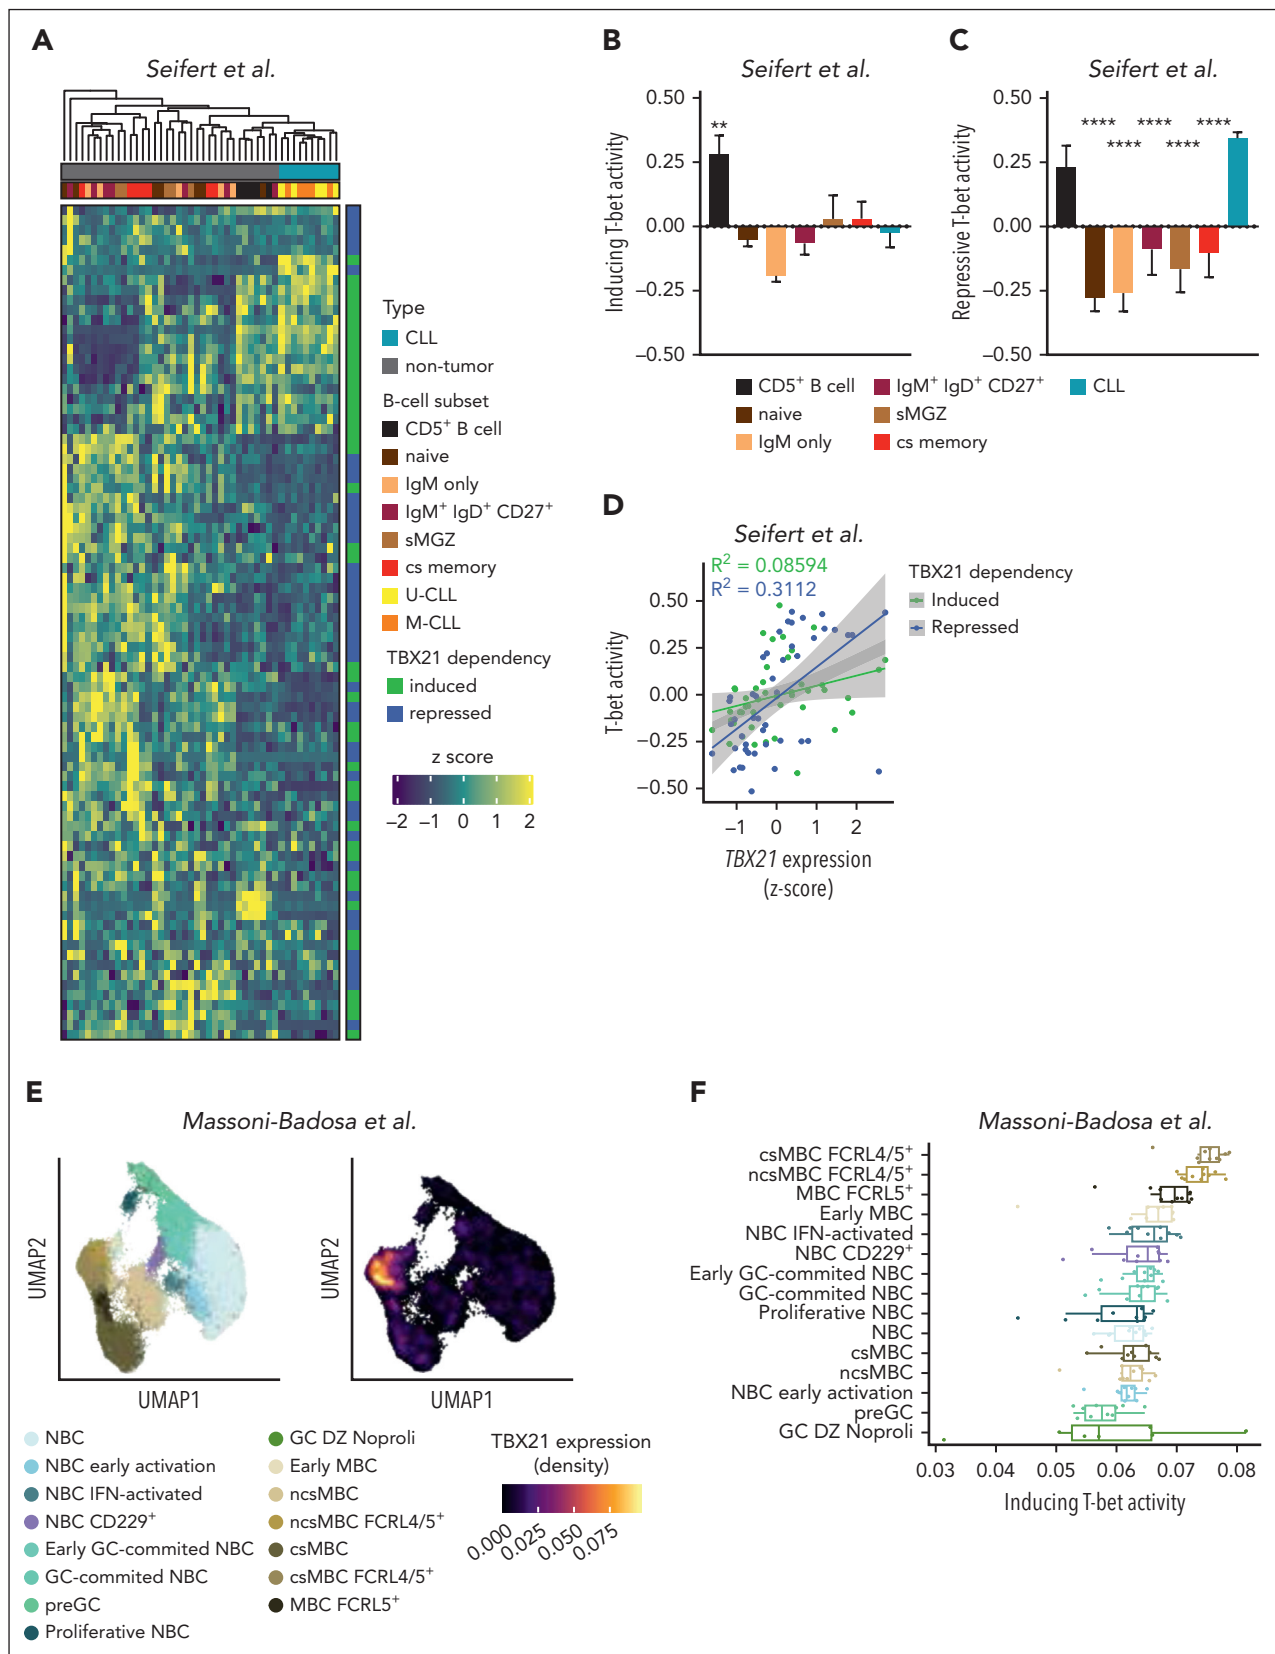 A
Seifert et al.
Type
CLL
non-tumor
B-cell subset
CD5+ B cell
naive
IgM only
IgM+ IgD+ CD27+
sMGZ
cs memory
U-CLL
M-CLL
TBX21 dependency
induced
repressed
z score
−2 −1 0 1 2
B
Seifert et al.
Inducing T-bet activity
0.50
0.25
0.00
−0.25
−0.50
**
C
Seifert et al.
Repressive T-bet activity
0.50
0.25
0.00
−0.25
−0.50
**** **** ****
**** ****
CD5+ B cell
naive
IgM only
IgM+ IgD+ CD27+
sMGZ
cs memory
CLL
D
Seifert et al.
R2 = 0.08594
R2 = 0.3112
T-bet activity
0.50
0.25
0.00
−0.25
−0.50
−1 0 1 2
TBX21 expression
(z-score)
TBX21 dependency
Induced
Repressed
E
Massoni-Badosa et al.
UMAP2
UMAP1
UMAP2
UMAP1
NBC
NBC early activation
NBC IFN-activated
NBC CD229+
Early GC-commited NBC
GC-commited NBC
preGC
Proliferative NBC
GC DZ Noproli
Early MBC
ncsMBC
ncsMBC FCRL4/5+
csMBC
csMBC FCRL4/5+
MBC FCRL5+
TBX21 expression
(density)
0.000 0.025 0.050 0.075
F
Massoni-Badosa et al.
csMBC FCRL4/5+
ncsMBC FCRL4/5+
MBC FCRL5+
Early MBC
NBC IFN-activated
NBC CD229+
Early GC-commited NBC
GC-commited NBC
Proliferative NBC
NBC
csMBC
ncsMBC
NBC early activation
preGC
GC DZ Noproli
0.03 0.04 0.05 0.06 0.07 0.08
Inducing T-bet activity